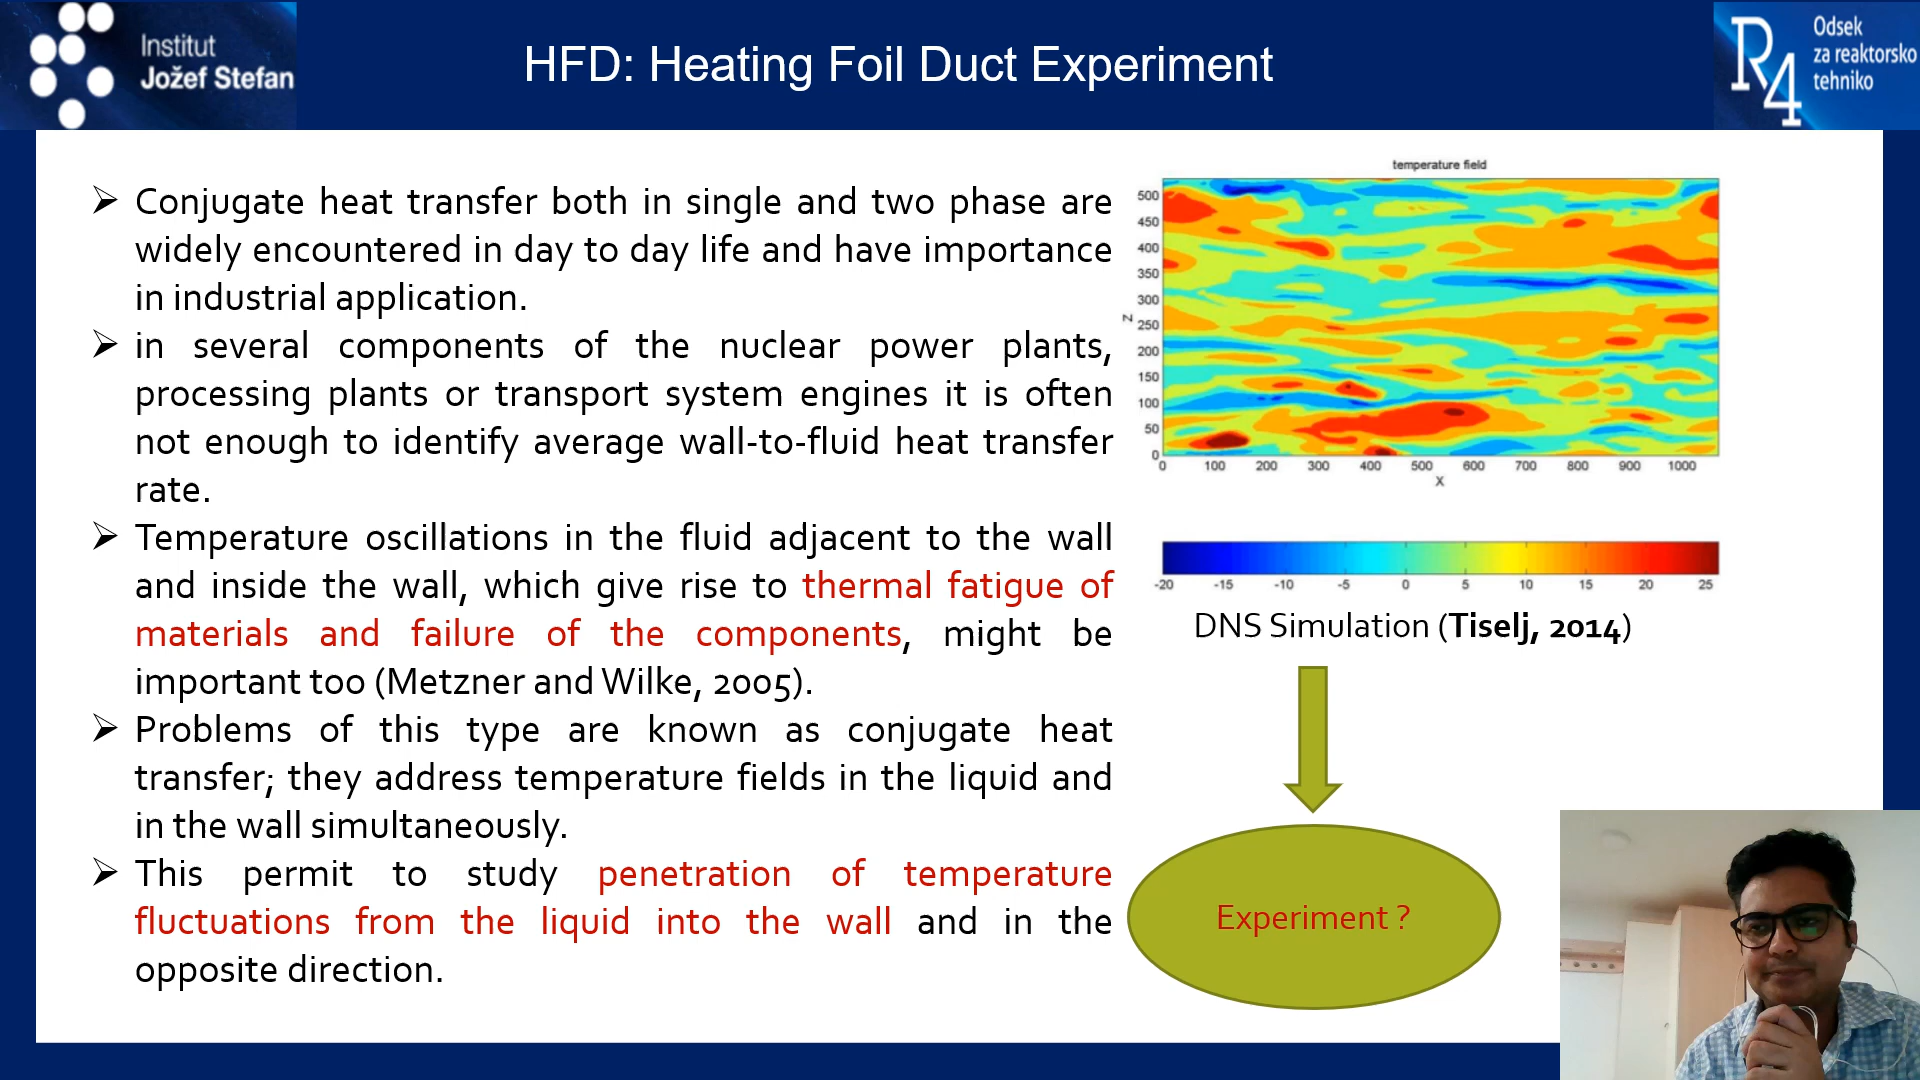 Institut
Jožef Stefan
HFD: Heating Foil Duct Experiment
R4
Odsek
za reaktorsko
tehniko
Conjugate heat transfer both in single and two phase are
widely encountered in day to day life and have importance
in industrial application.
in several components of the nuclear power plants,
processing plants or transport system engines it is often
not enough to identify average wall-to-fluid heat transfer
rate.
Temperature oscillations in the fluid adjacent to the wall
and inside the wall, which give rise to thermal fatigue of
materials and failure of the components, might be
important too (Metzner and Wilke, 2005).
Problems of this type are known as conjugate heat
transfer; they address temperature fields in the liquid and
in the wall simultaneously.
This permit to study penetration of temperature
fluctuations from the liquid into the wall and in the
opposite direction.
temperature field
500
450
400
350
300
250
200
150
100
50
0
Z
0 100 200 300 400 500 600 700 800 900 1000
X
-20 -15 -10 -5 0 5 10 15 20 25
DNS Simulation (Tiselj, 2014)
Experiment ?